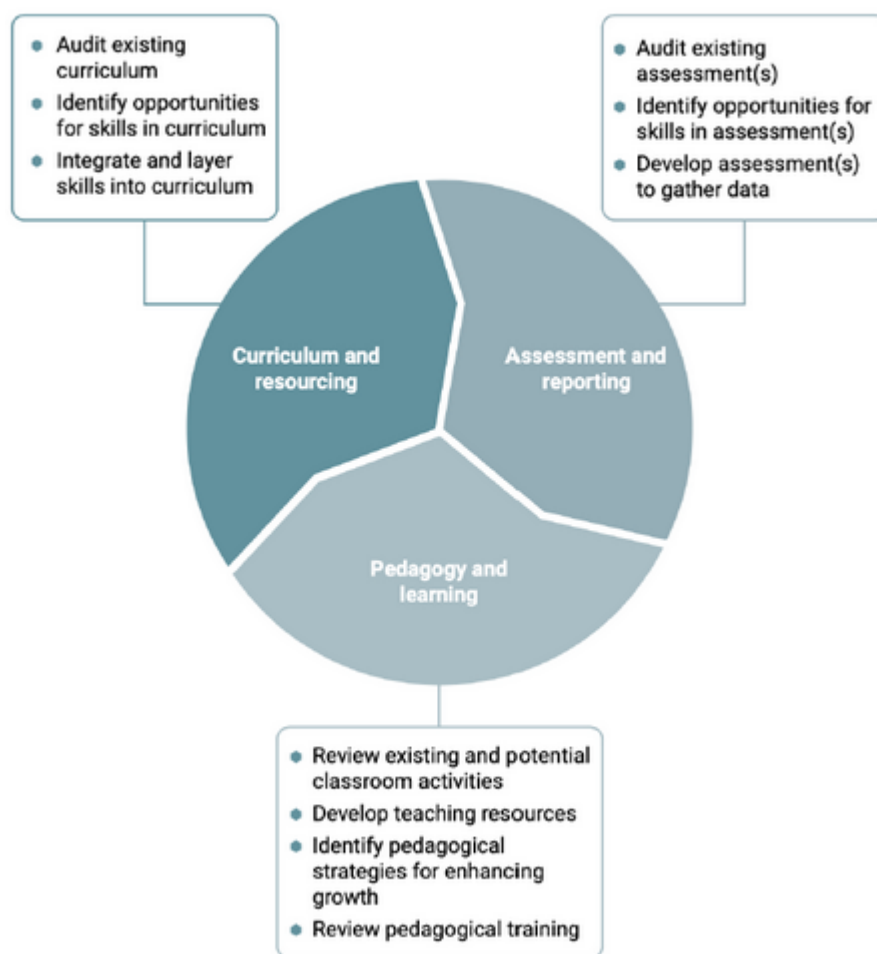 Audit existing
curriculum
Identify opportunities
for skills in curriculum
Integrate and layer
skills into curriculum
Audit existing
assessment(s)
Identify opportunities for
skills in assessment(s)
Develop assessment(s)
to gather data
Curriculum and
resourcing
Assessment and
reporting
Pedagogy and
learning
Review existing and potential
classroom activities
Develop teaching resources
Identify pedagogical
strategies for enhancing
growth
Review pedagogical training